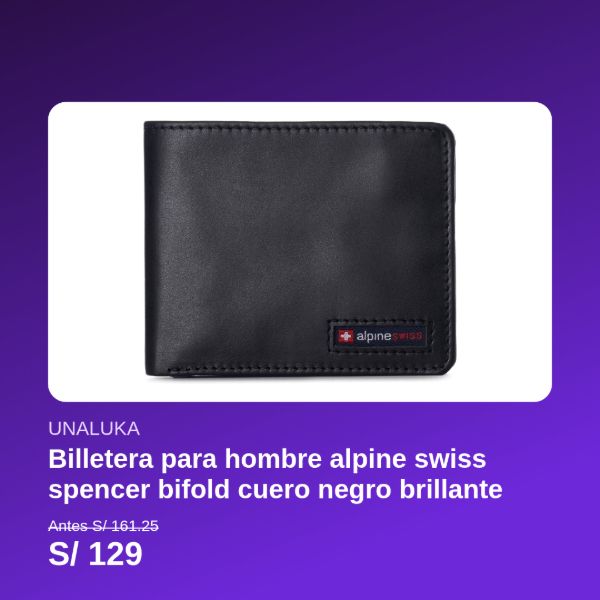 alpineswiss
UNALUKA
Billetera para hombre alpine swiss
spencer bifold cuero negro brillante
Antes S/ 161.25
S/ 129